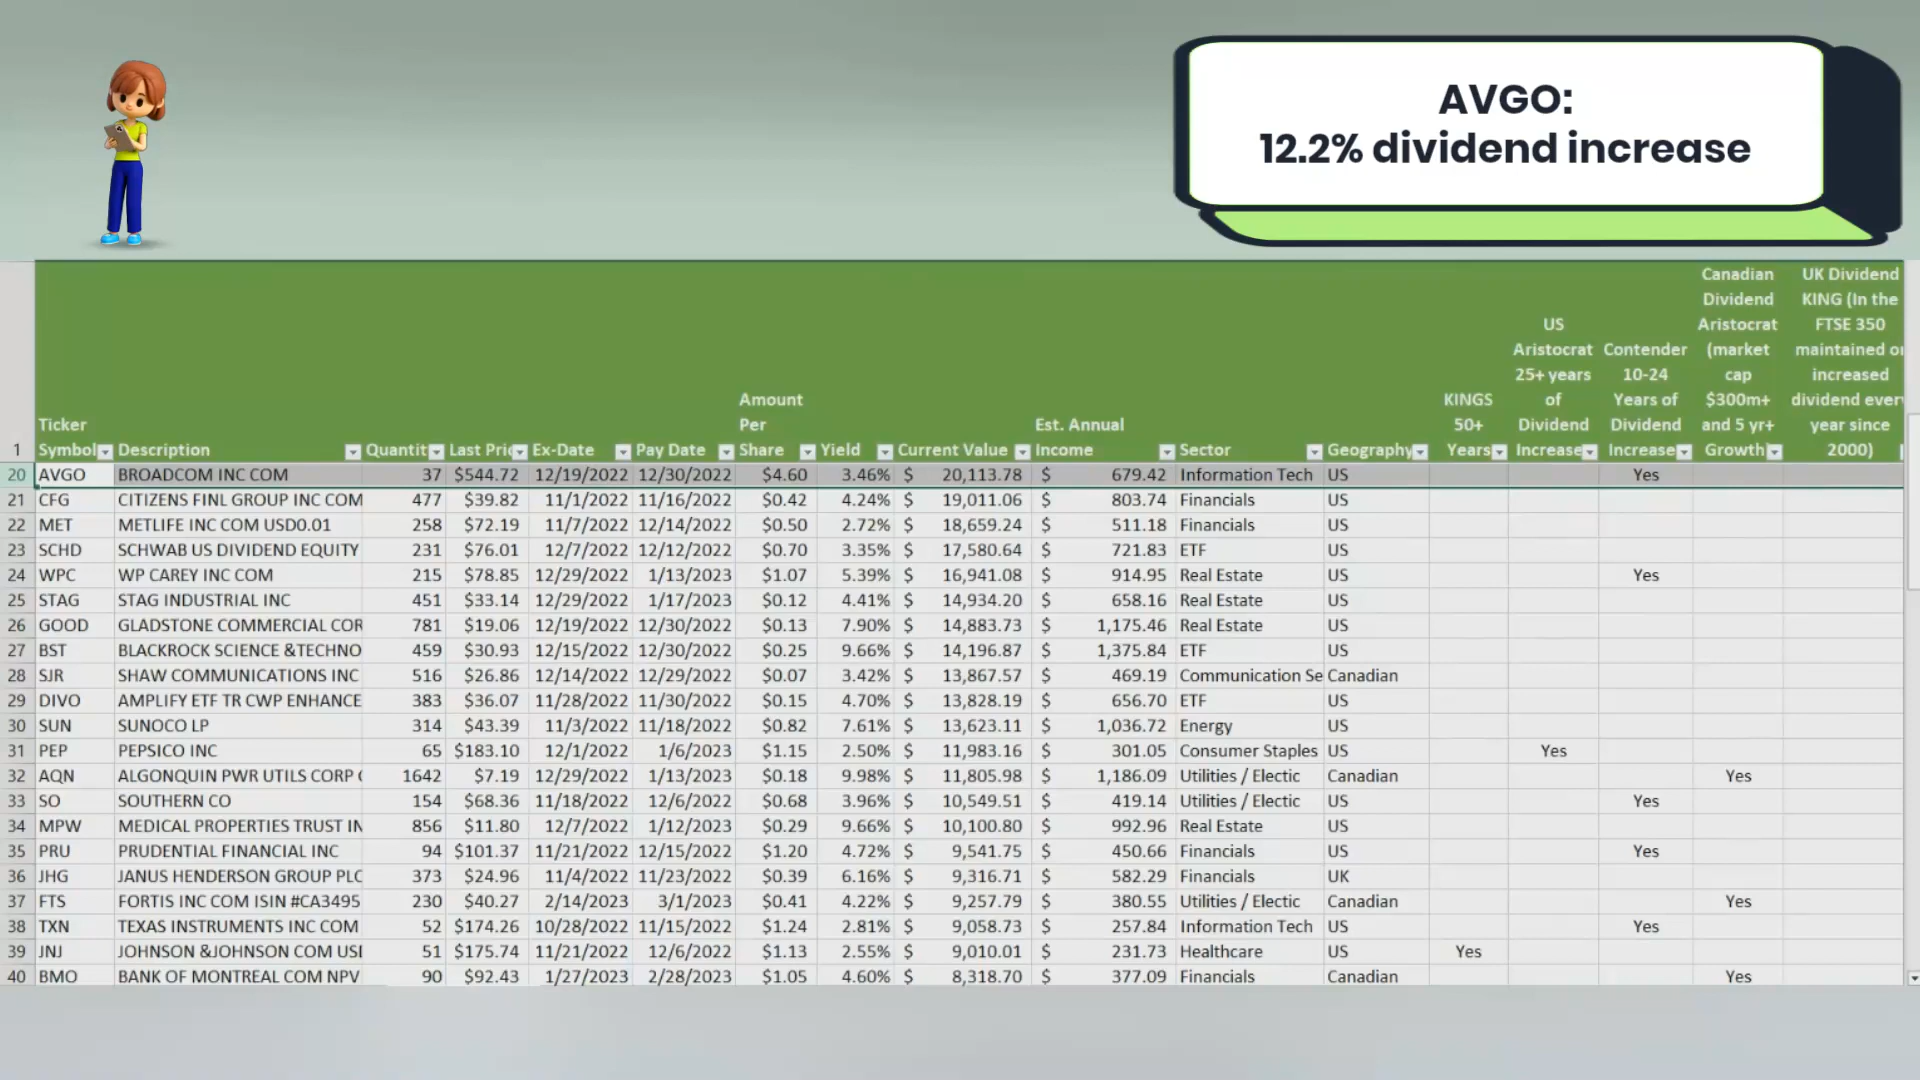 AVGO:
12.2% dividend increase
Canadian Dividend Aristocrat (market cap $300m+ and 5 yr+ Growth)
UK Dividend KING (In the FTSE 350 maintained or increased dividend every year since 2000)
US Aristocrat 25+ years of Dividend Increase
Contender 10-24 Years of Dividend Increase
KINGS 50+ Years
1 Ticker Symbol Description Quantit Last Pric Ex-Date Pay Date Amount Per Share Yield Current Value Est. Annual Income Sector Geography
20 AVGO BROADCOM INC COM 37 $544.72 12/19/2022 12/30/2022 $4.60 3.46% $ 20,113.78 $ 679.42 Information Tech US Yes
21 CFG CITIZENS FINL GROUP INC COM 477 $39.82 11/1/2022 11/16/2022 $0.42 4.24% $ 19,011.06 $ 803.74 Financials US
22 MET METLIFE INC COM USD0.01 258 $72.19 11/7/2022 12/14/2022 $0.50 2.72% $ 18,659.24 $ 511.18 Financials US
23 SCHD SCHWAB US DIVIDEND EQUITY 231 $76.01 12/7/2022 12/12/2022 $0.70 3.35% $ 17,580.64 $ 721.83 ETF US
24 WPC WP CAREY INC COM 215 $78.85 12/29/2022 1/13/2023 $1.07 5.39% $ 16,941.08 $ 914.95 Real Estate US Yes
25 STAG STAG INDUSTRIAL INC 451 $33.14 12/29/2022 1/17/2023 $0.12 4.41% $ 14,934.20 $ 658.16 Real Estate US
26 GOOD GLADSTONE COMMERCIAL COR 781 $19.06 12/19/2022 12/30/2022 $0.13 7.90% $ 14,883.73 $ 1,175.46 Real Estate US
27 BST BLACKROCK SCIENCE &TECHNO 459 $30.93 12/15/2022 12/30/2022 $0.25 9.66% $ 14,196.87 $ 1,375.84 ETF US
28 SJR SHAW COMMUNICATIONS INC 516 $26.86 12/14/2022 12/29/2022 $0.07 3.42% $ 13,867.57 $ 469.19 Communication Se Canadian
29 DIVO AMPLIFY ETF TR CWP ENHANCE 383 $36.07 11/28/2022 11/30/2022 $0.15 4.70% $ 13,828.19 $ 656.70 ETF US
30 SUN SUNOCO LP 314 $43.39 11/3/2022 11/18/2022 $0.82 7.61% $ 13,623.11 $ 1,036.72 Energy US
31 PEP PEPSICO INC 65 $183.10 12/1/2022 1/6/2023 $1.15 2.50% $ 11,983.16 $ 301.05 Consumer Staples US Yes
32 AQN ALGONQUIN PWR UTILS CORP 1642 $7.19 12/29/2022 1/13/2023 $0.18 9.98% $ 11,805.98 $ 1,186.09 Utilities / Electic Canadian Yes
33 SO SOUTHERN CO 154 $68.36 11/18/2022 12/6/2022 $0.68 3.96% $ 10,549.51 $ 419.14 Utilities / Electic US Yes
34 MPW MEDICAL PROPERTIES TRUST IN 856 $11.80 12/7/2022 1/12/2023 $0.29 9.66% $ 10,100.80 $ 992.96 Real Estate US
35 PRU PRUDENTIAL FINANCIAL INC 94 $101.37 11/21/2022 12/15/2022 $1.20 4.72% $ 9,541.75 $ 450.66 Financials US Yes
36 JHG JANUS HENDERSON GROUP PLC 373 $24.96 11/4/2022 11/23/2022 $0.39 6.16% $ 9,316.71 $ 582.29 Financials UK
37 FTS FORTIS INC COM ISIN #CA3495 230 $40.27 2/14/2023 3/1/2023 $0.41 4.22% $ 9,257.79 $ 380.55 Utilities / Electic Canadian Yes
38 TXN TEXAS INSTRUMENTS INC COM 52 $174.26 10/28/2022 11/15/2022 $1.24 2.81% $ 9,058.73 $ 257.84 Information Tech US Yes
39 JNJ JOHNSON &JOHNSON COM USI 51 $175.74 11/21/2022 12/6/2022 $1.13 2.55% $ 9,010.01 $ 231.73 Healthcare US Yes
40 BMO BANK OF MONTREAL COM NPV 90 $92.43 1/27/2023 2/28/2023 $1.05 4.60% $ 8,318.70 $ 377.09 Financials Canadian Yes